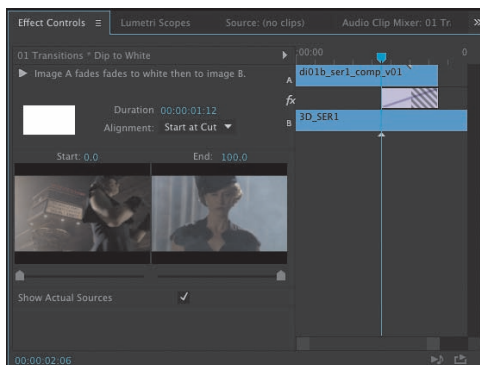 Effect Controls Lumetri Scopes Source: (no clips) Audio Clip Mixer: 01 Tr
01 Transitions * Dip to White :00:00 0
Image A fades fades to white then to image B. A di01b_ser1_comp_v01
fx
Duration 00:00:01:12
B 3D_SER1
Alignment: Start at Cut
Start: 0.0 End: 100.0
Show Actual Sources
00:00:02:06